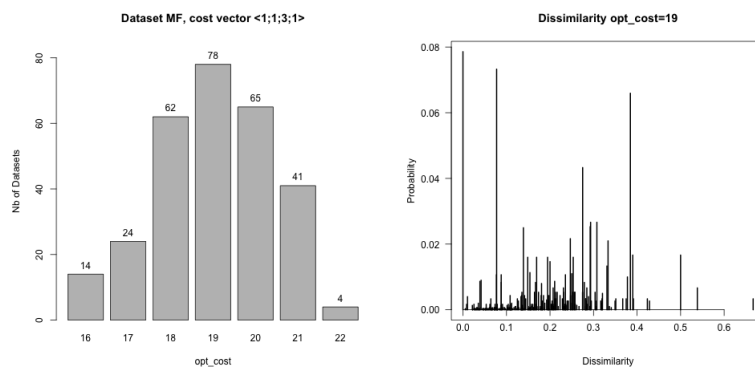 Dataset MF, cost vector <1;1;3;1>
Nb of Datasets
80
60
40
20
0
14
24
62
78
65
41
4
16 17 18 19 20 21 22
opt_cost
Dissimilarity opt_cost=19
Probability
0.08
0.06
0.04
0.02
0.00
0.0 0.1 0.2 0.3 0.4 0.5 0.6
Dissimilarity